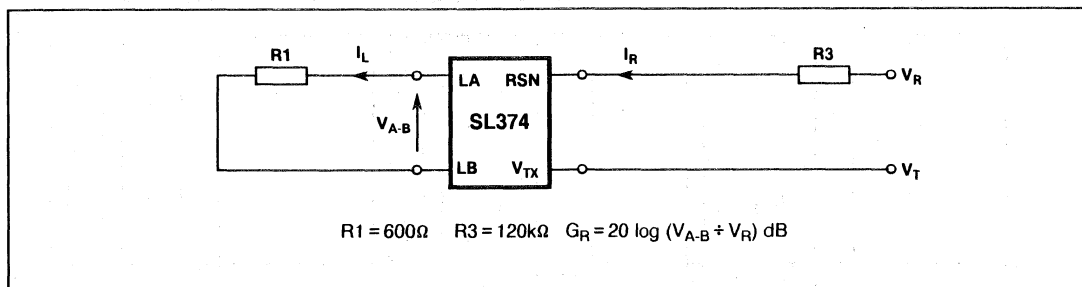 R1 I_L I_R R3
LA RSN V_R
V_A-B SL374
LB V_TX V_T
R1 = 600Ω R3 = 120kΩ G_R = 20 log (V_A-B ÷ V_R) dB